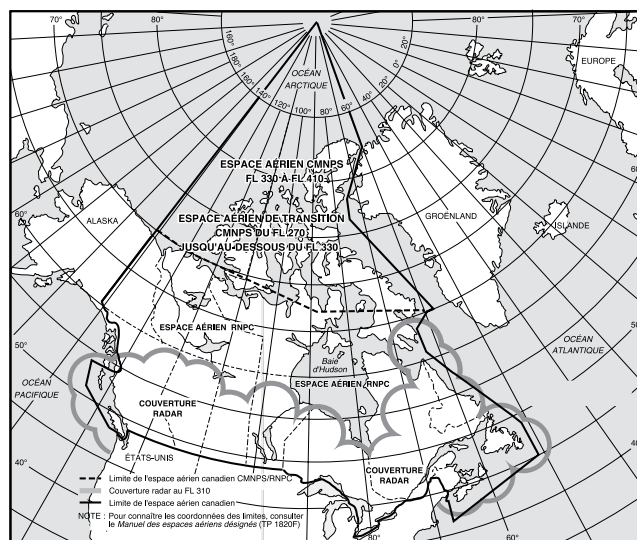 70°
80°
80°
70°
160°
160°
140°
120°
100°
80°
60°
40°
20°
0°
20°
OCÉAN
ARCTIQUE
EUROPE
ESPACE AÉRIEN CMNPS
FL 330 À FL 410
ESPACE AÉRIEN DE TRANSITION
CMNPS DU FL 270
JUSQU'AU-DESSOUS DU FL 330
ALASKA
GROËNLAND
ISLANDE
60°
60°
ESPACE AÉRIEN RNPC
Baie
d'Hudson
ESPACE AÉRIEN RNPC
OCÉAN
ATLANTIQUE
50°
50°
OCÉAN
PACIFIQUE
COUVERTURE
RADAR
COUVERTURE
RADAR
40°
40°
ÉTATS-UNIS
Limite de l'espace aérien canadien CMNPS/RNPC
Couverture radar au FL 310
Limite de l'espace aérien canadien
NOTE : Pour connaître les coordonnées des limites, consulter
le Manuel des espaces aériens désignés (TP 1820F)
80°
60°